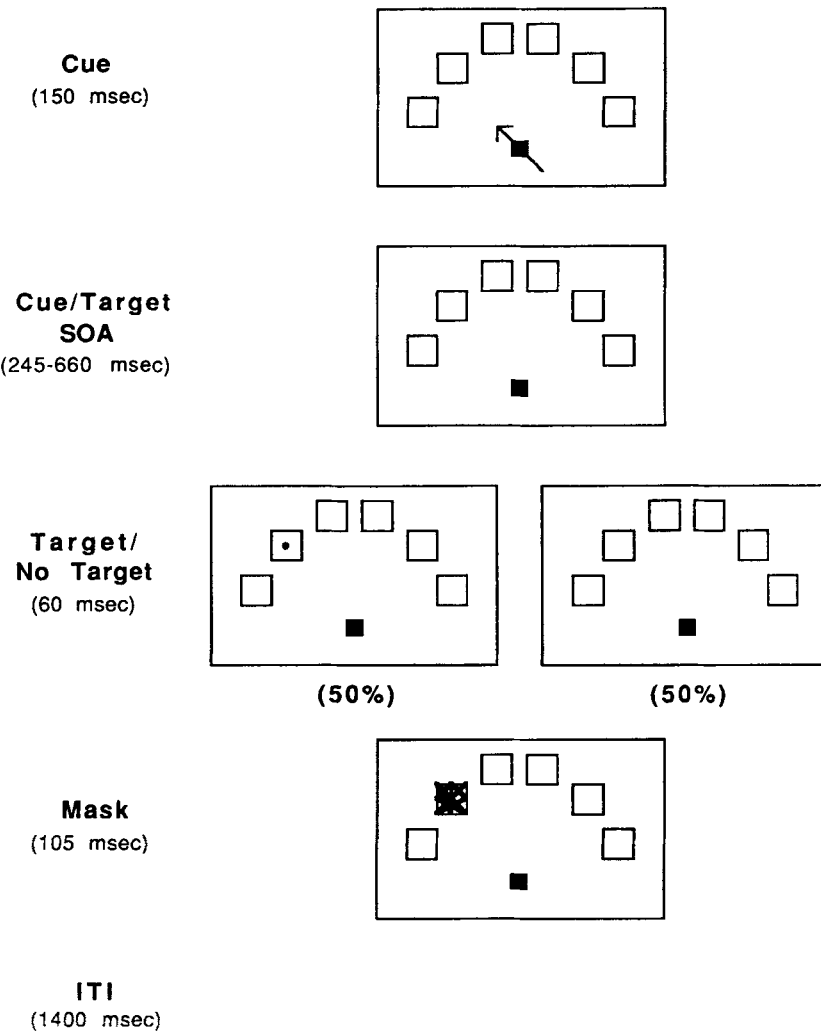 Cue
(150 msec)
Cue/Target
SOA
(245-660 msec)
Target/
No Target
(60 msec)
(50%)
(50%)
Mask
(105 msec)
ITI
(1400 msec)